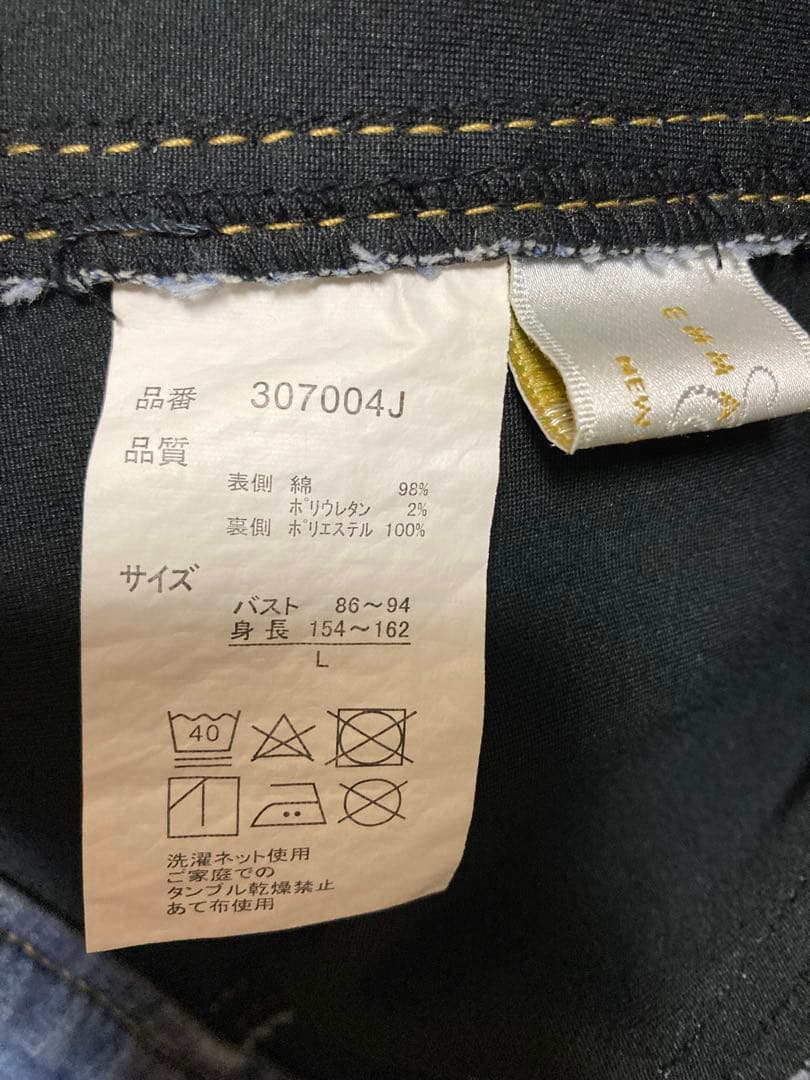 品番 307004J
品質
表側 綿 98%
ポリウレタン 2%
裏側 ポリエステル 100%
サイズ
バスト 86～94
身長 154～162
L
40
洗濯ネット使用
ご家庭での
タンブル乾燥禁止
あて布使用
NEW